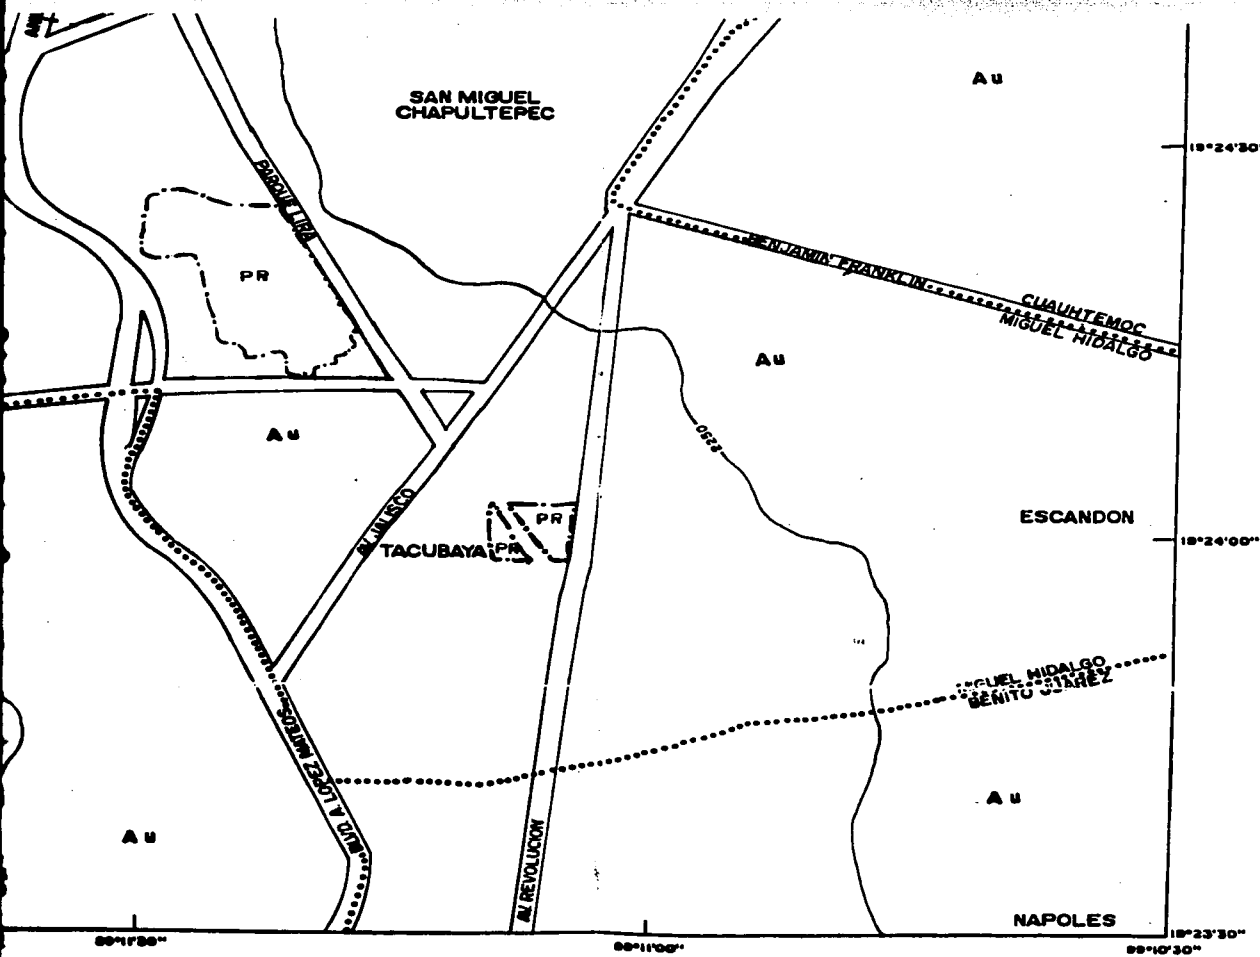 Au
SAN MIGUEL
CHAPULTEPEC
19°24'30"
PARQUE LIRA
BENJAMIN FRANKLIN
PR
CUAUHTEMOC
MIGUEL HIDALGO
Au
Au
2250
AV. JALISCO
PR
ESCANDON
TACUBAYA
PR
19°24'00"
MIGUEL HIDALGO
BENITO JUAREZ
BLVD. A. LOPEZ MATEOS
Au
Au
AV. REVOLUCION
NAPOLES
19°23'30"
99°11'30"
99°11'00"
99°10'30"